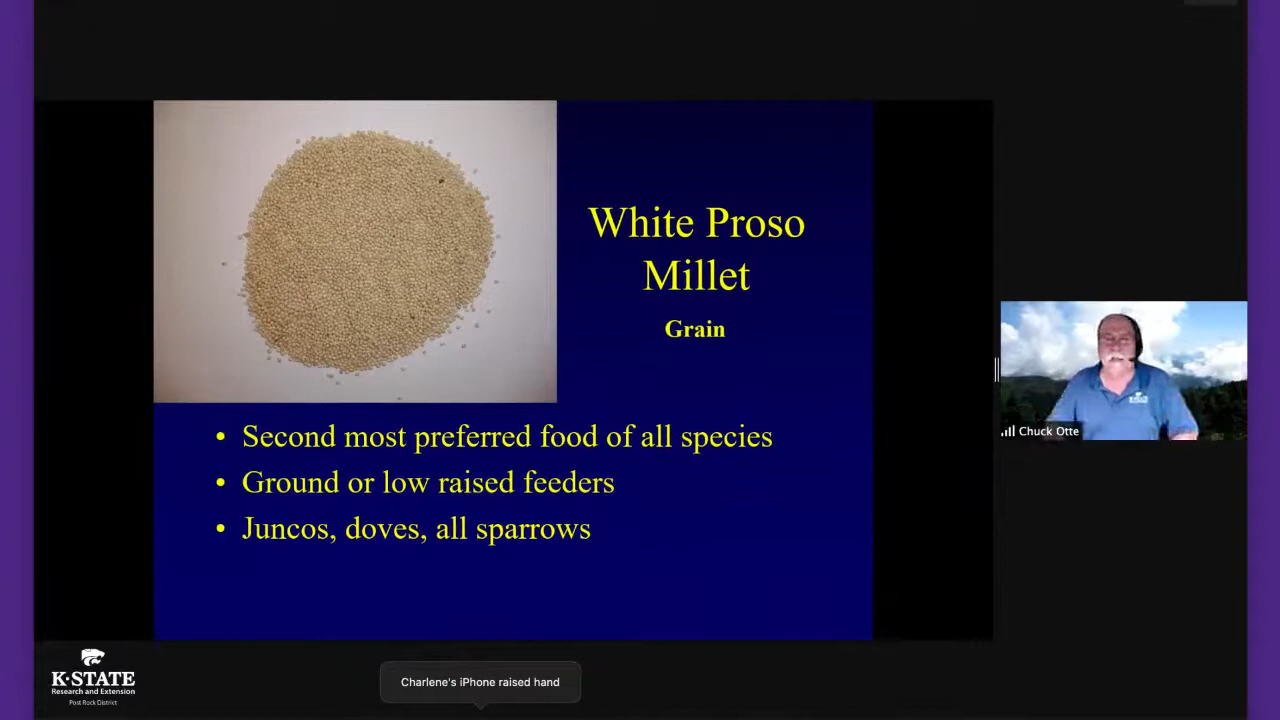 White Proso
Millet
Grain
• Second most preferred food of all species
• Ground or low raised feeders
• Juncos, doves, all sparrows
Chuck Otte
K-STATE
Research and Extension
Post Rock District
Charlene's iPhone raised hand